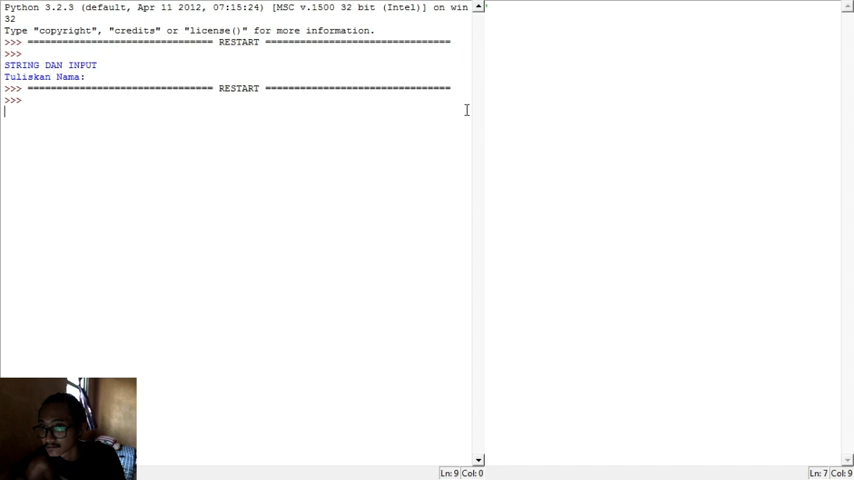 Python 3.2.3 (default, Apr 11 2012, 07:15:24) [MSC v.1500 32 bit (Intel)] on win
32
Type "copyright", "credits" or "license()" for more information.
>>> ================================ RESTART ================================
>>>
STRING DAN INPUT
Tuliskan Nama:
>>> ================================ RESTART ================================
>>>
Ln: 9 Col: 0
Ln: 7 Col: 9